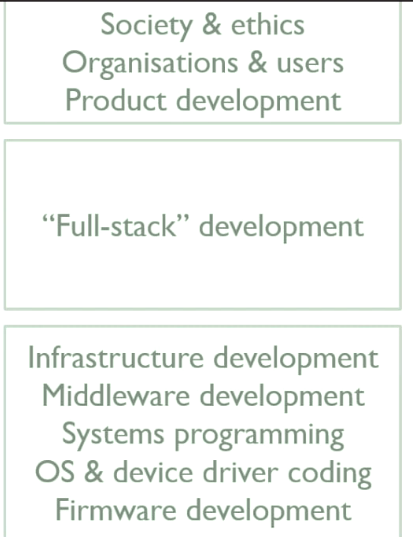 Society & ethics
Organisations & users
Product development
“Full-stack” development
Infrastructure development
Middleware development
Systems programming
OS & device driver coding
Firmware development